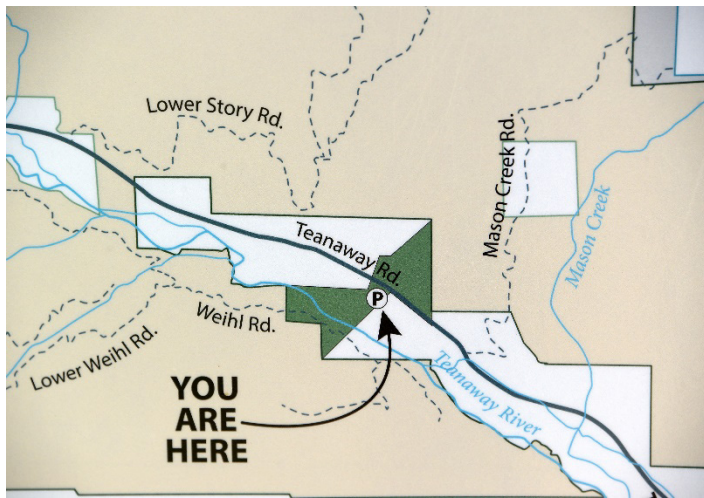 Lower Story Rd.
Mason Creek Rd.
Mason Creek
Teanaway Rd.
P
Weihl Rd.
Lower Weihl Rd.
Teanaway River
YOU
ARE
HERE